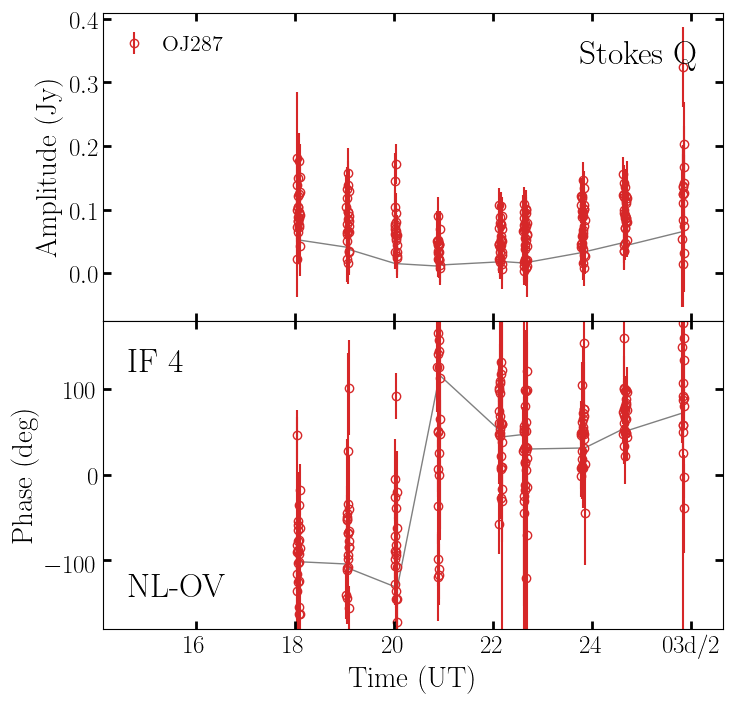 0.4
0.3
0.2
0.1
0.0
Amplitude (Jy)
OJ287
Stokes Q
IF 4
NL-OV
100
0
−100
Phase (deg)
16
18
20
22
24
03d/2
Time (UT)